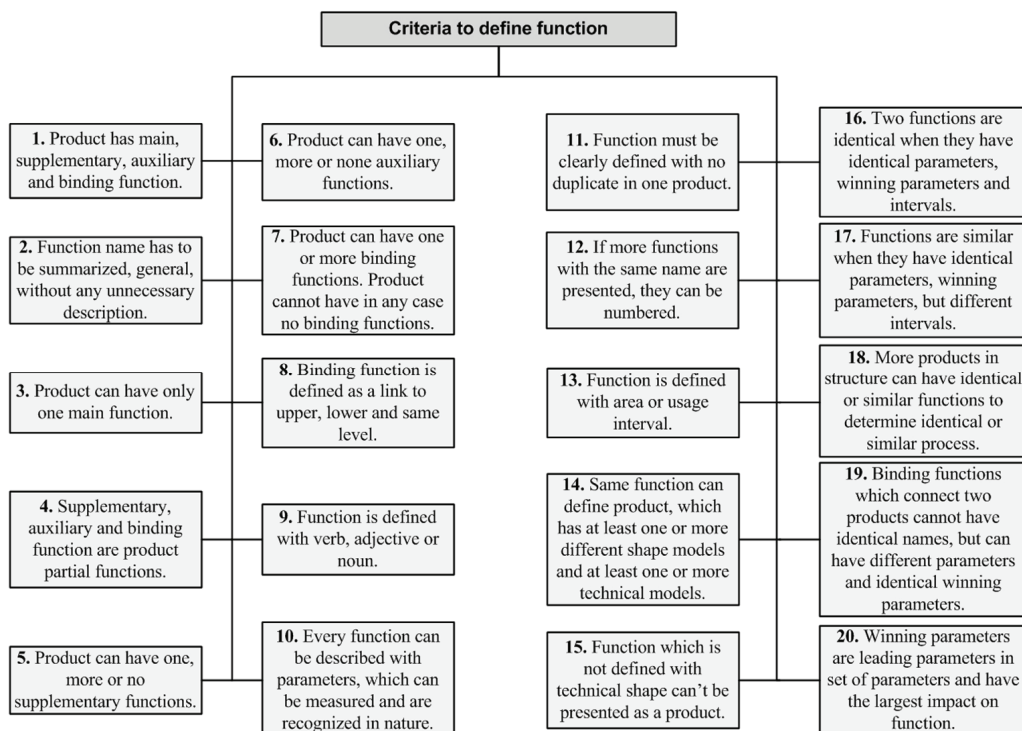 Criteria to define function
1. Product has main,
supplementary, auxiliary
and binding function.
2. Function name has to
be summarized, general,
without any unnecessary
description.
3. Product can have only
one main function.
4. Supplementary,
auxiliary and binding
function are product
partial functions.
5. Product can have one,
more or no
supplementary functions.
6. Product can have one,
more or none auxiliary
functions.
7. Product can have one
or more binding
functions. Product
cannot have in any case
no binding functions.
8. Binding function is
defined as a link to
upper, lower and same
level.
9. Function is defined
with verb, adjective or
noun.
10. Every function can
be described with
parameters, which can
be measured and are
recognized in nature.
11. Function must be
clearly defined with no
duplicate in one product.
12. If more functions
with the same name are
presented, they can be
numbered.
13. Function is defined
with area or usage
interval.
14. Same function can
define product, which
has at least one or more
different shape models
and at least one or more
technical models.
15. Function which is
not defined with
technical shape can't be
presented as a product.
16. Two functions are
identical when they have
identical parameters,
winning parameters and
intervals.
17. Functions are similar
when they have identical
parameters, winning
parameters, but different
intervals.
18. More products in
structure can have identical
or similar functions to
determine identical or
similar process.
19. Binding functions
which connect two
products cannot have
identical names, but can
have different parameters
and identical winning
parameters.
20. Winning parameters
are leading parameters in
set of parameters and have
the largest impact on
function.